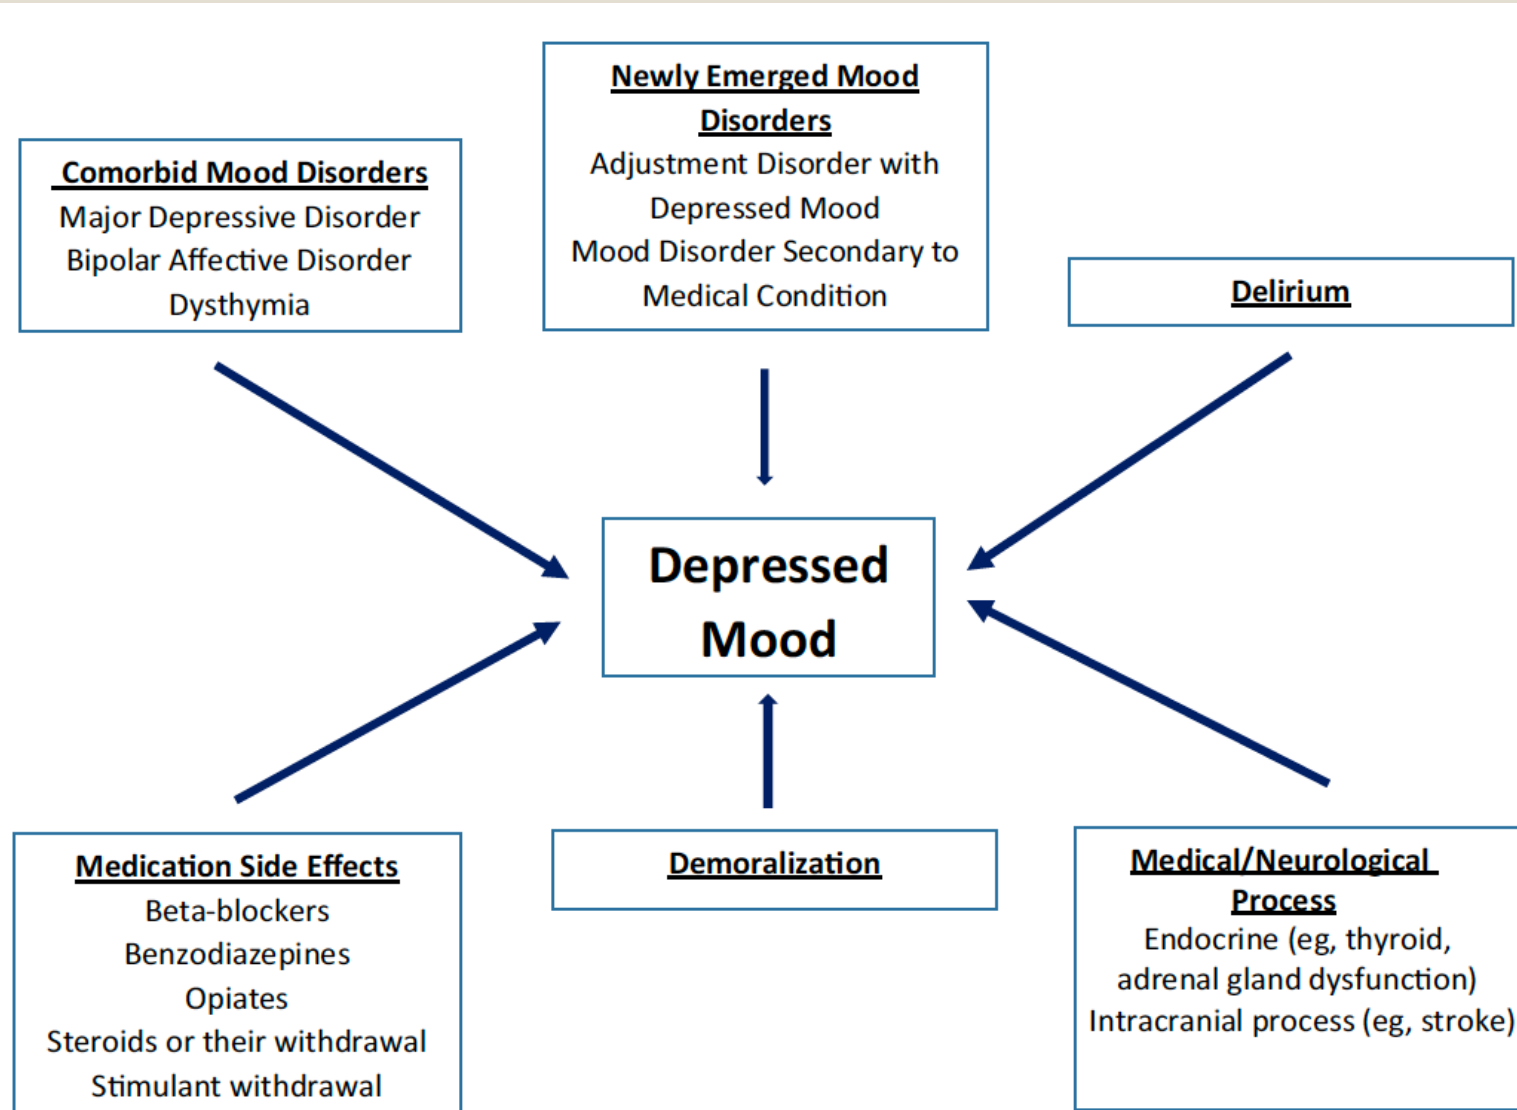 Newly Emerged Mood
Disorders
Adjustment Disorder with
Depressed Mood
Mood Disorder Secondary to
Medical Condition
Comorbid Mood Disorders
Major Depressive Disorder
Bipolar Affective Disorder
Dysthymia
Delirium
Depressed
Mood
Medication Side Effects
Beta-blockers
Benzodiazepines
Opiates
Steroids or their withdrawal
Stimulant withdrawal
Demoralization
Medical/Neurological
Process
Endocrine (eg, thyroid,
adrenal gland dysfunction)
Intracranial process (eg, stroke)